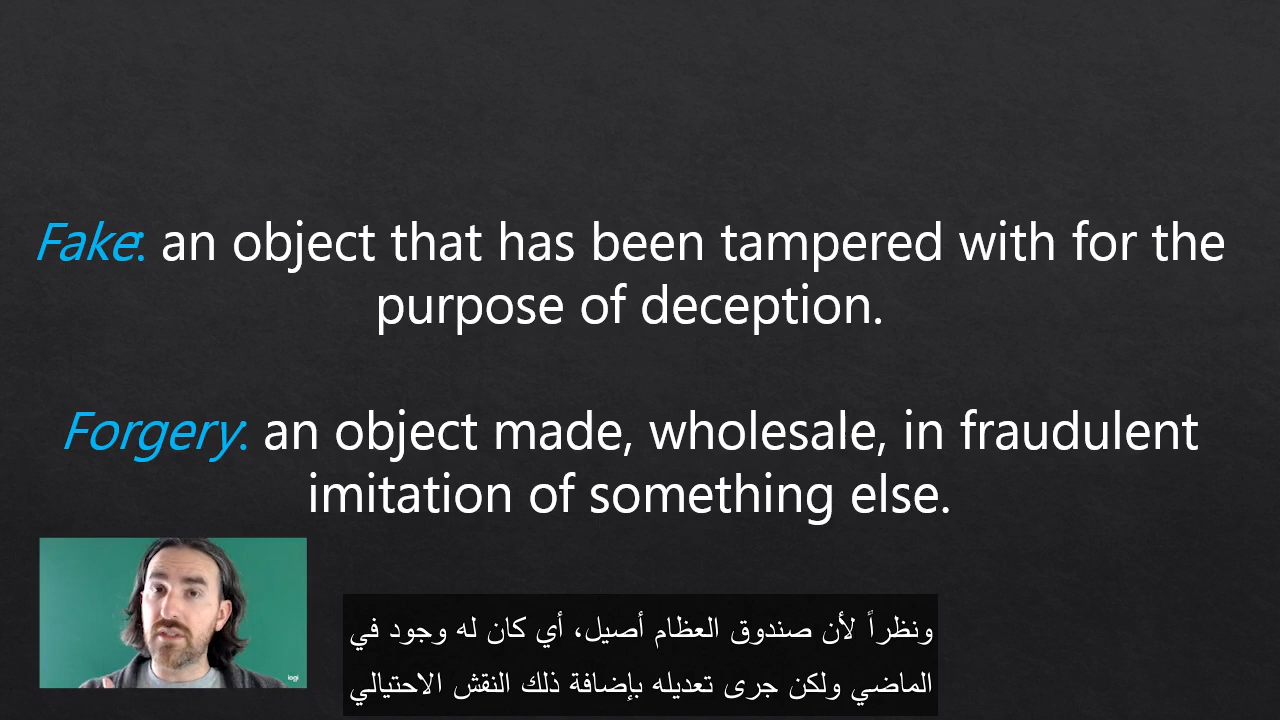 Fake: an object that has been tampered with for the
purpose of deception.
Forgery: an object made, wholesale, in fraudulent
imitation of something else.
logi
ونظراً لأن صندوق العظام أصيل، أي كان له وجود في
الماضي ولكن جرى تعديله بإضافة ذلك النقش الاحتيالي